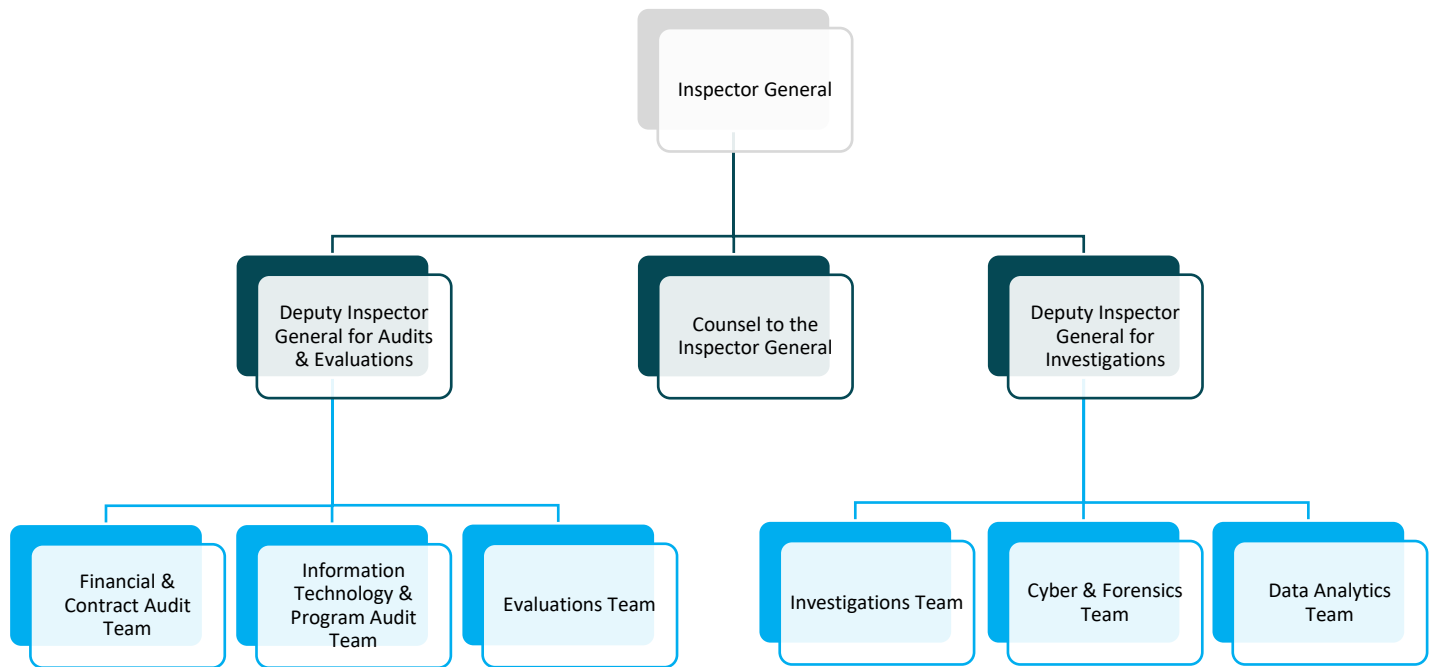 Inspector General
Deputy Inspector
General for Audits
& Evaluations
Counsel to the
Inspector General
Deputy Inspector
General for
Investigations
Financial &
Contract Audit
Team
Information
Technology &
Program Audit
Team
Evaluations Team
Investigations Team
Cyber & Forensics
Team
Data Analytics
Team